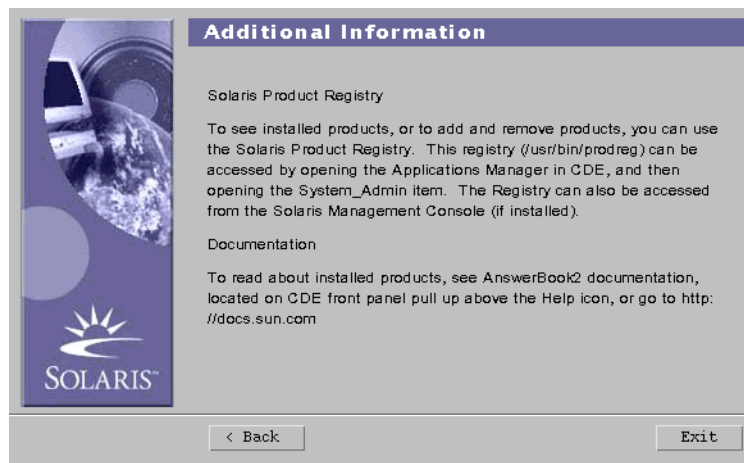 Additional Information
Solaris Product Registry
To see installed products, or to add and remove products, you can use
the Solaris Product Registry.  This registry (/usr/bin/prodreg) can be
accessed by opening the Applications Manager in CDE, and then
opening the System_Admin item.  The Registry can also be accessed
from the Solaris Management Console (if installed).
Documentation
To read about installed products, see AnswerBook2 documentation,
located on CDE front panel pull up above the Help icon, or go to http:
//docs.sun.com
SOLARIS™
< Back
Exit